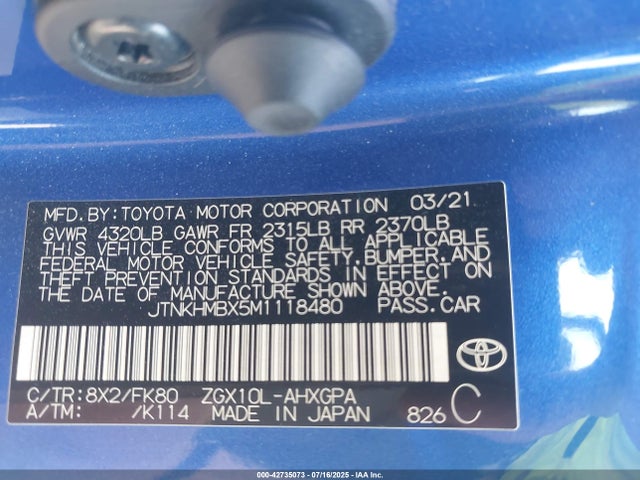 MFD.BY:TOYOTA MOTOR CORPORATION 03/21
GVWR 4320LB GAWR FR 2315LB RR 2370LB
THIS VEHICLE CONFORMS TO ALL APPLICABLE
FEDERAL MOTOR VEHICLE SAFETY,BUMPER,AND
THEFT PREVENTION STANDARDS IN EFFECT ON
THE DATE OF MANUFACTURE SHOWN ABOVE.
JTNKHMBX5M1118480 PASS.CAR
C/TR:8X2/FK80 ZGX10L-AHXGPA
A/TM: /K114 MADE IN JAPAN 826 C
000-42735073 - 07/16/2025 - IAA Inc.